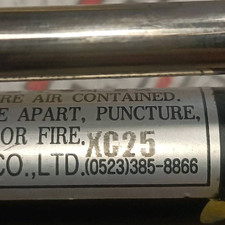 RE AIR CONTAINED.
E APART, PUNCTURE,
OR FIRE.
XC25
CO.,LTD.(0523)385-8866